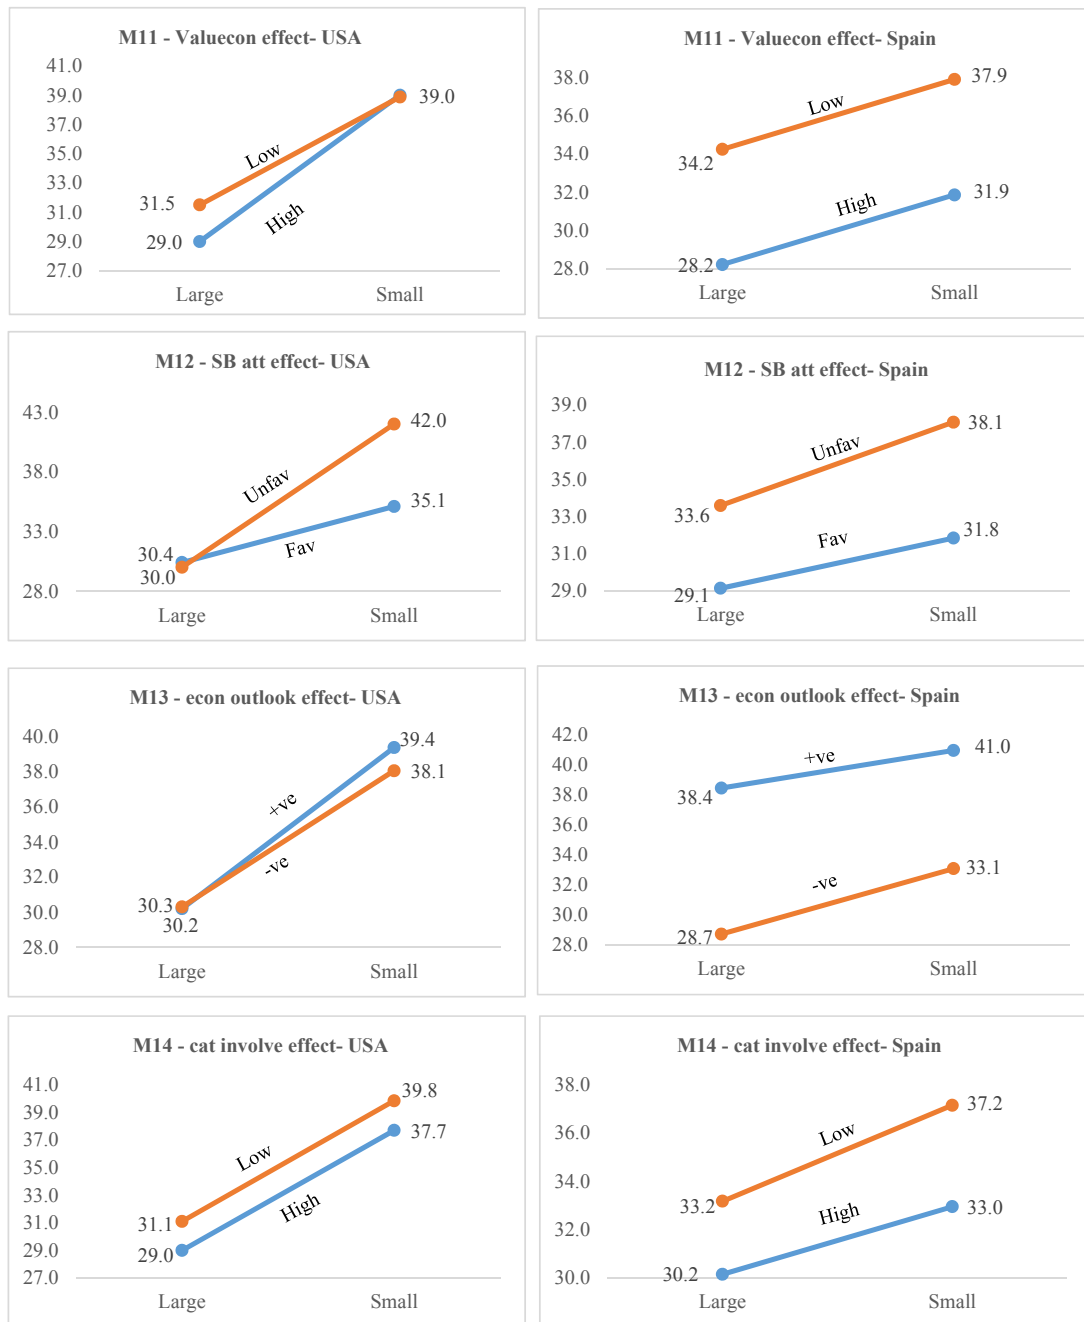 M11 - Valuecon effect- USA
41.0
39.0
37.0
35.0
33.0
31.0
29.0
27.0
39.0
Low
31.5
High
29.0
Large Small
M11 - Valuecon effect- Spain
38.0
36.0
34.0
32.0
30.0
28.0
37.9
Low
34.2
High
31.9
28.2
Large Small
M12 - SB att effect- USA
43.0
38.0
33.0
28.0
42.0
Unfav
35.1
30.4
Fav
30.0
Large Small
M12 - SB att effect- Spain
39.0
37.0
35.0
33.0
31.0
29.0
38.1
Unfav
33.6
Fav
31.8
29.1
Large Small
M13 - econ outlook effect- USA
40.0
38.0
36.0
34.0
32.0
30.0
28.0
39.4
38.1
+ve
-ve
30.3
30.2
Large Small
M13 - econ outlook effect- Spain
42.0
40.0
38.0
36.0
34.0
32.0
30.0
28.0
41.0
+ve
38.4
33.1
-ve
28.7
Large Small
M14 - cat involve effect- USA
41.0
39.0
37.0
35.0
33.0
31.0
29.0
27.0
39.8
37.7
Low
High
31.1
29.0
Large Small
M14 - cat involve effect- Spain
38.0
36.0
34.0
32.0
30.0
37.2
Low
33.2
High
33.0
30.2
Large Small